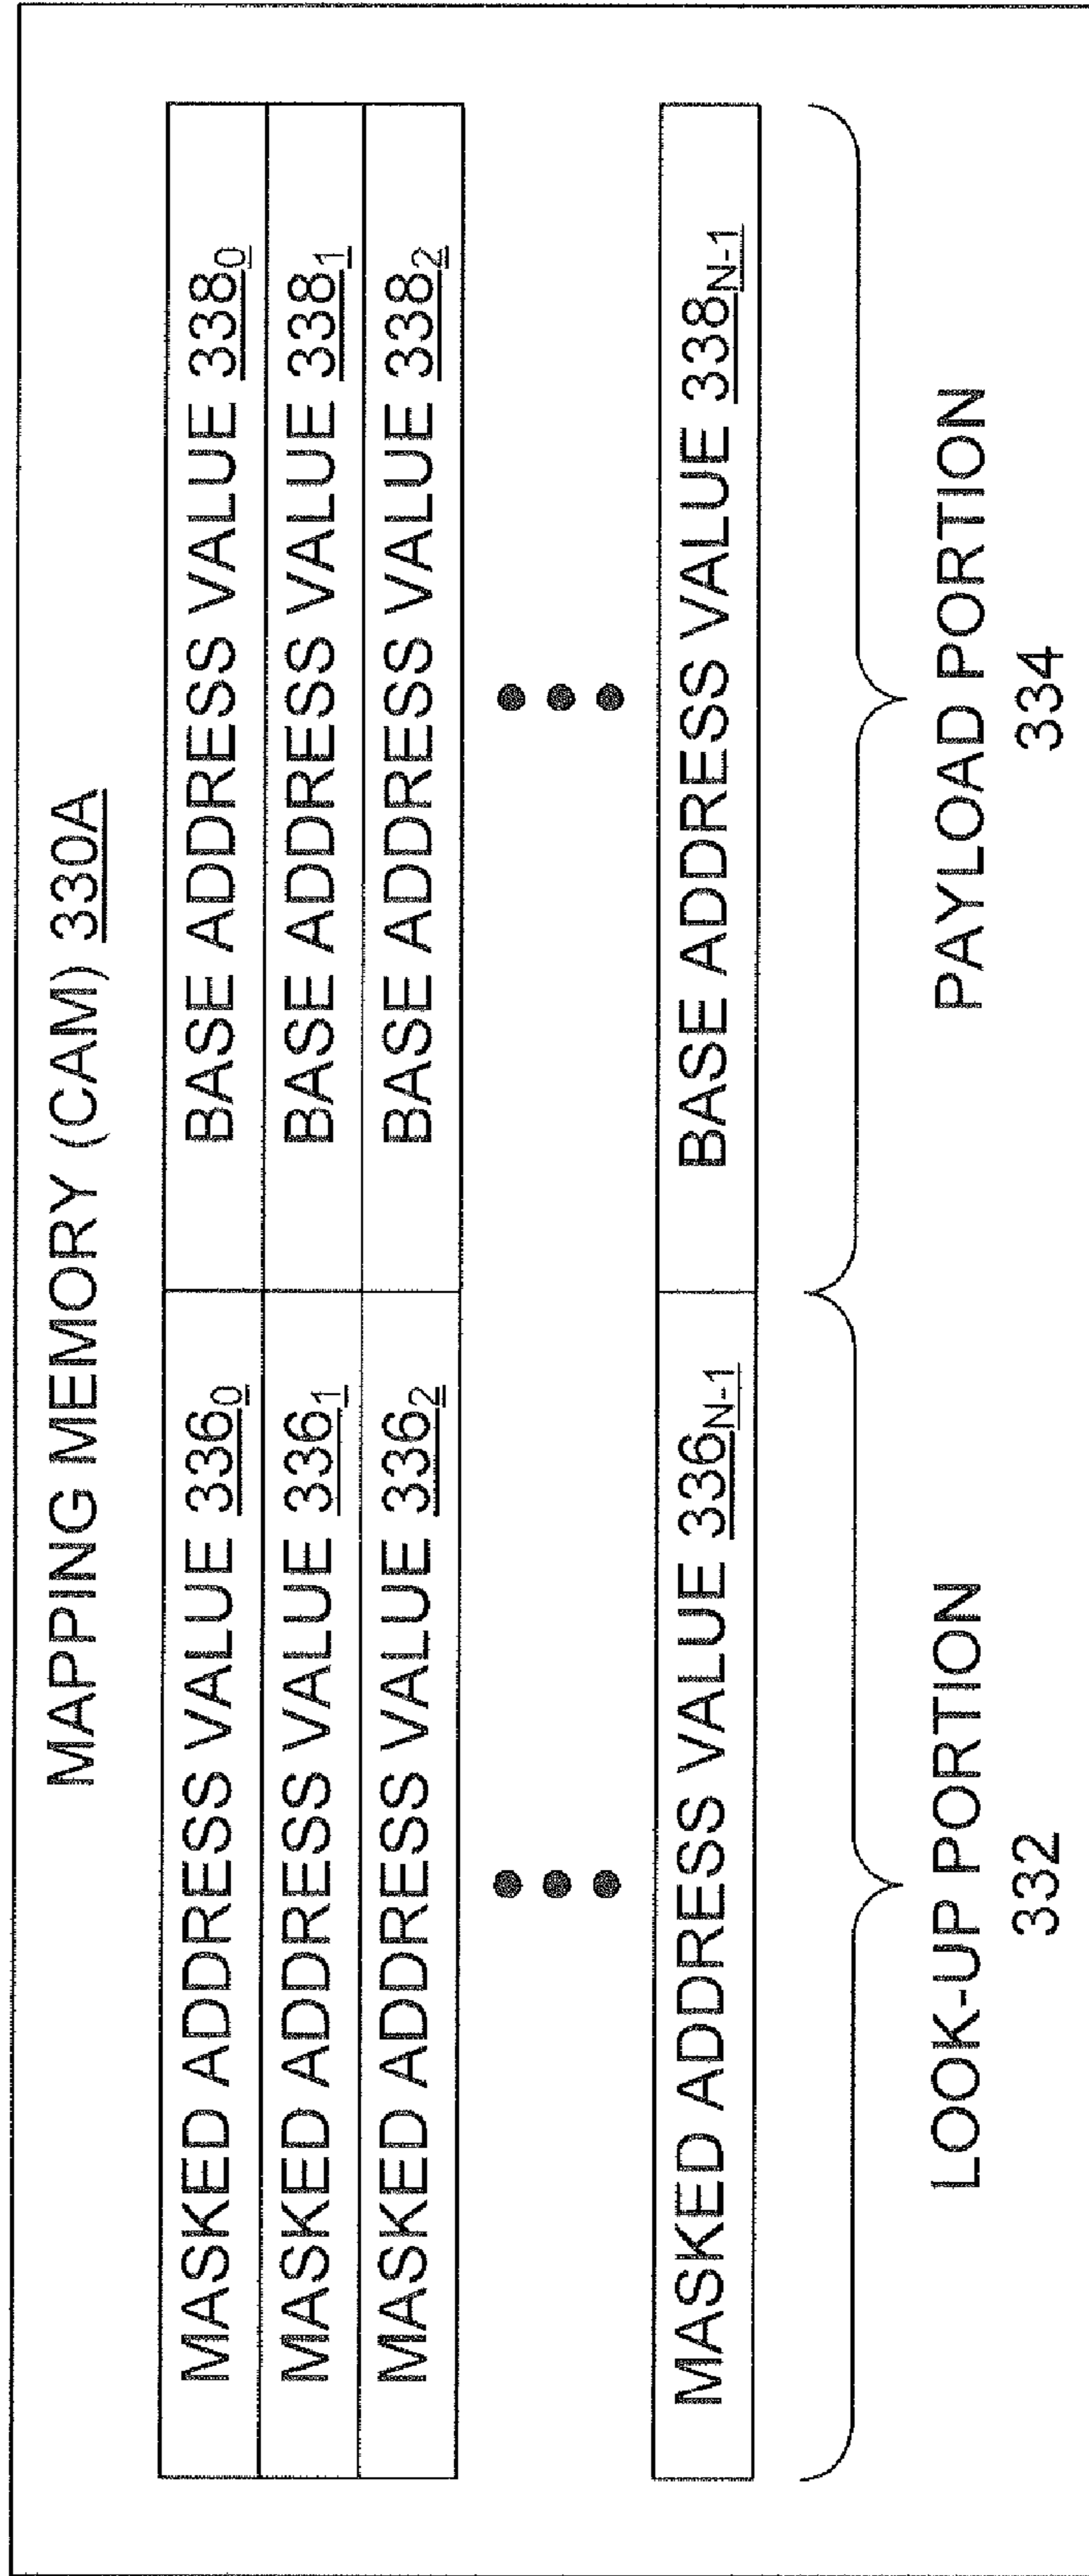 MAPPING MEMORY (CAM) 330A
MASKED ADDRESS VALUE 336₀ BASE ADDRESS VALUE 338₀
MASKED ADDRESS VALUE 336₁ BASE ADDRESS VALUE 338₁
MASKED ADDRESS VALUE 336₂ BASE ADDRESS VALUE 338₂
MASKED ADDRESS VALUE 336N-1 BASE ADDRESS VALUE 338N-1
LOOK-UP PORTION
332
PAYLOAD PORTION
334